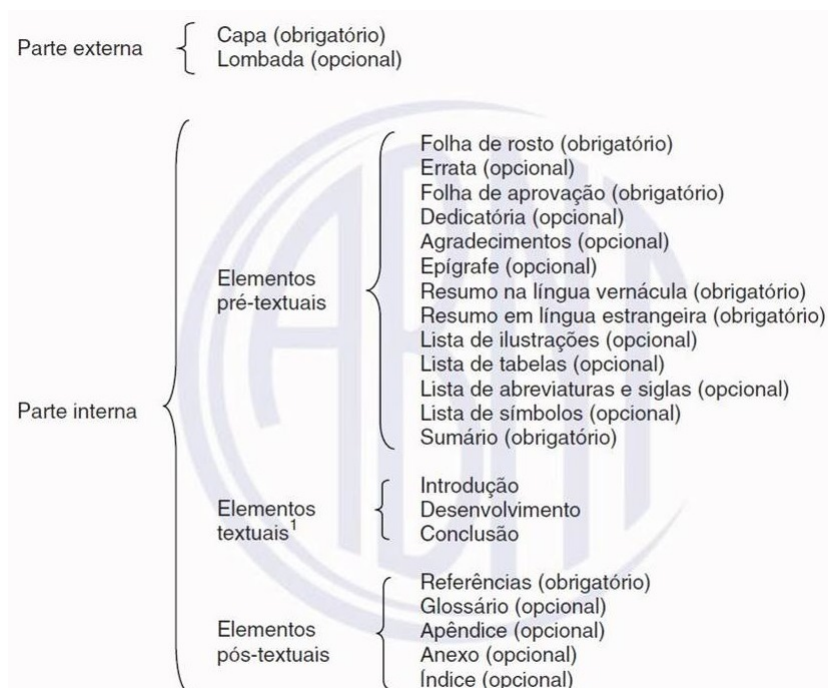 Parte externa
Capa (obrigatório)
Lombada (opcional)
Parte interna
Elementos
pré-textuais
Folha de rosto (obrigatório)
Errata (opcional)
Folha de aprovação (obrigatório)
Dedicatória (opcional)
Agradecimentos (opcional)
Epígrafe (opcional)
Resumo na língua vernácula (obrigatório)
Resumo em língua estrangeira (obrigatório)
Lista de ilustrações (opcional)
Lista de tabelas (opcional)
Lista de abreviaturas e siglas (opcional)
Lista de símbolos (opcional)
Sumário (obrigatório)
Elementos
textuais¹
Introdução
Desenvolvimento
Conclusão
Elementos
pós-textuais
Referências (obrigatório)
Glossário (opcional)
Apêndice (opcional)
Anexo (opcional)
Índice (opcional)
ABNT